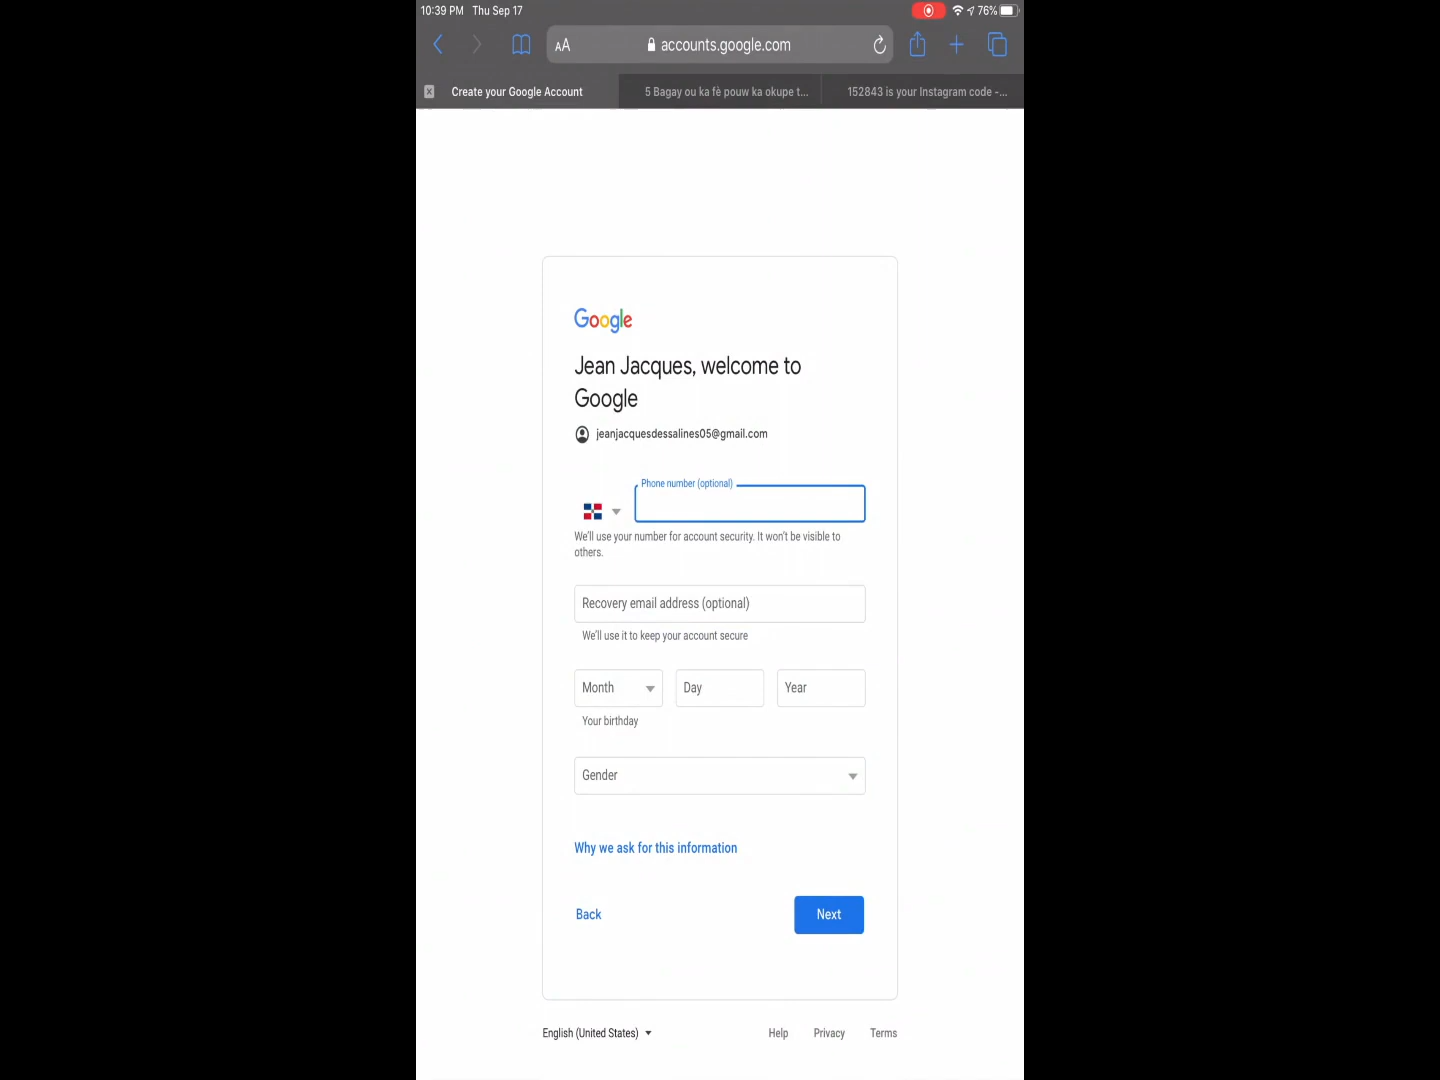 10:39 PM Thu Sep 17 76%
AA accounts.google.com
x Create your Google Account 5 Bagay ou ka fè pouw ka okupe t... 152843 is your Instagram code -...
Google
Jean Jacques, welcome to
Google
jeanjacquesdessalines05@gmail.com
Phone number (optional)
We'll use your number for account security. It won't be visible to
others.
Recovery email address (optional)
We'll use it to keep your account secure
Month Day Year
Your birthday
Gender
Why we ask for this information
Back Next
English (United States) Help Privacy Terms